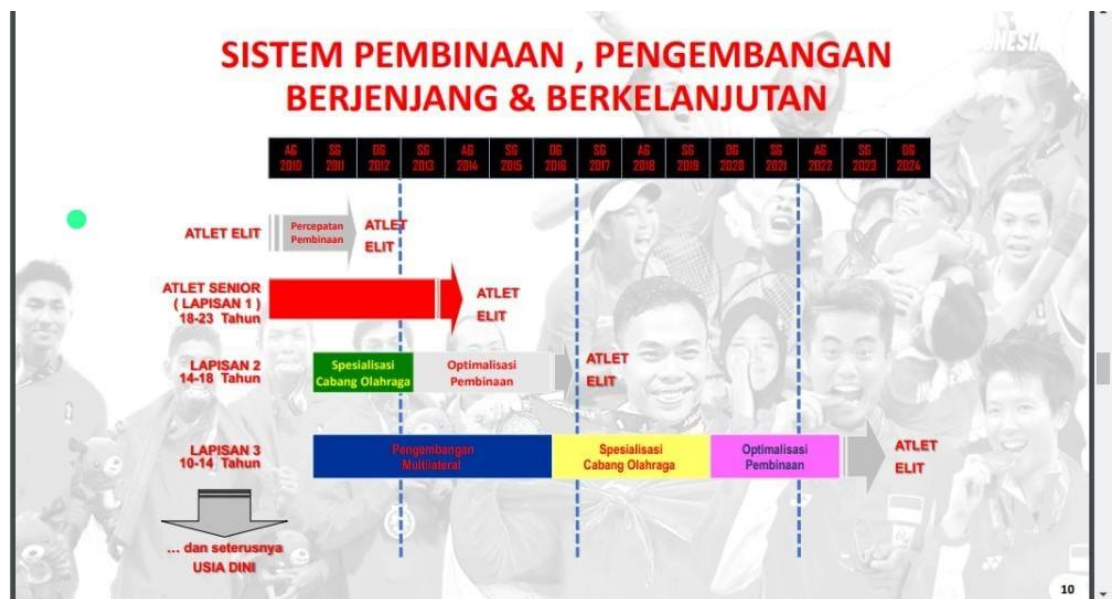 SISTEM PEMBINAAN , PENGEMBANGAN
BERJENJANG & BERKELANJUTAN
AG 2010 SG 2011 OG 2012 SG 2013 AG 2014 SG 2015 OG 2016 SG 2017 AG 2018 SG 2019 OG 2020 SG 2021 AG 2022 SG 2023 OG 2024
ATLET ELIT
Percepatan
Pembinaan
ATLET
ELIT
ATLET SENIOR
( LAPISAN 1 )
18-23 Tahun
ATLET
ELIT
LAPISAN 2
14-18 Tahun
Spesialisasi
Cabang Olahraga
Optimalisasi
Pembinaan
ATLET
ELIT
LAPISAN 3
10-14 Tahun
Pengembangan
Multilateral
Spesialisasi
Cabang Olahraga
Optimalisasi
Pembinaan
ATLET
ELIT
... dan seterusnya
USIA DINI
10